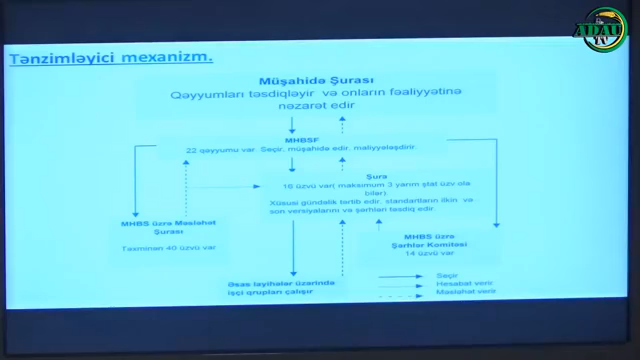 ADAU
TV
Tənzimləyici mexanizm.
Müşahidə Şurası
Qəyyumları təsdiqləyir və onların fəaliyyətinə
nəzarət edir
MHBSF
22 qəyyumu var. Seçir, müşahidə edir, maliyyələşdirir.
Şura
16 üzvü var( maksimum 3 yarım ştat üzv ola
bilər)
Xüsusi gündəlik tərtib edir, standartların ilkin və
son versiyalarını və şərhləri təsdiq edir.
MHBS üzrə Məsləhət
Şurası
Təxminən 40 üzvü var
MHBS üzrə
Şərhlər Komitəsi
14 üzvü var
Əsas layihələr üzərində
işçi qrupları çalışır
Seçir
Hesabat verir
Məsləhət verir